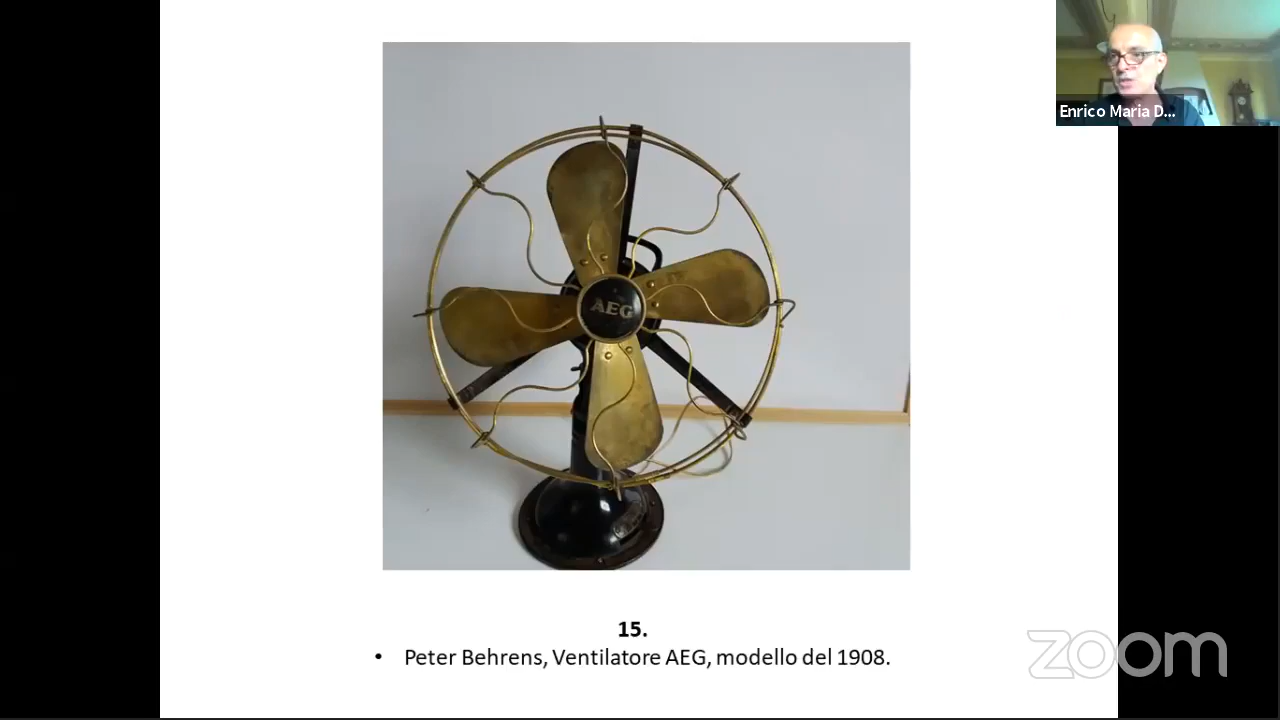 Enrico Maria D...
AEG
15.
• Peter Behrens, Ventilatore AEG, modello del 1908.
zoom